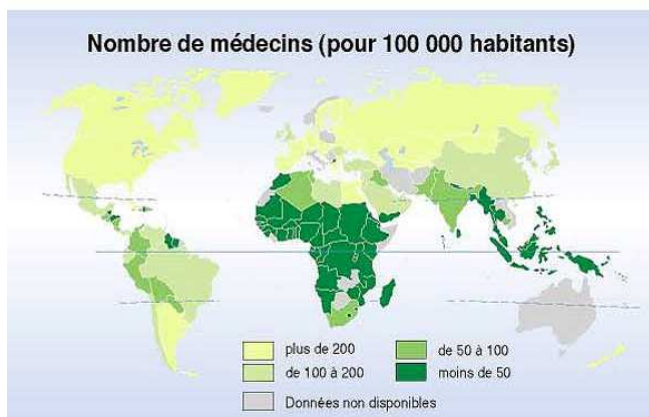 Nombre de médecins (pour 100 000 habitants)
plus de 200
de 50 à 100
de 100 à 200
moins de 50
Données non disponibles